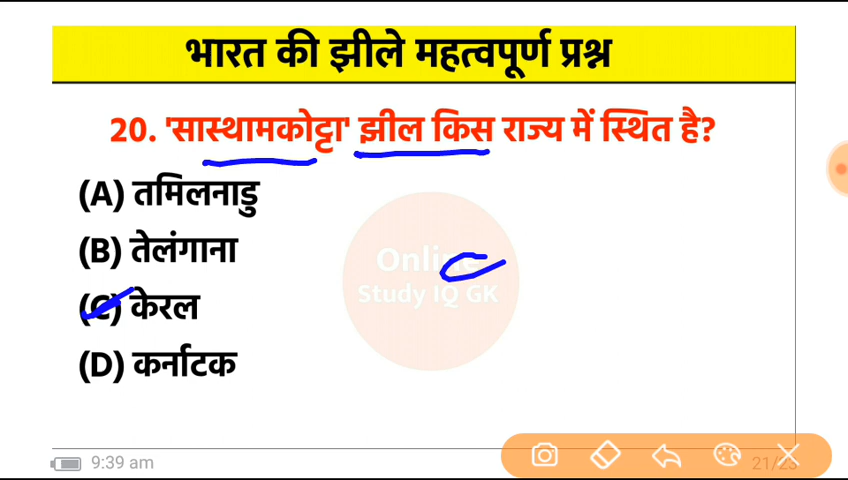 भारत की झीले महत्वपूर्ण प्रश्न
20. 'सास्थामकोट्टा' झील किस राज्य में स्थित है?
(A) तमिलनाडु
(B) तेलंगाना
(C) केरल
(D) कर्नाटक
Online
Study IQ GK
9:39 am
21/23